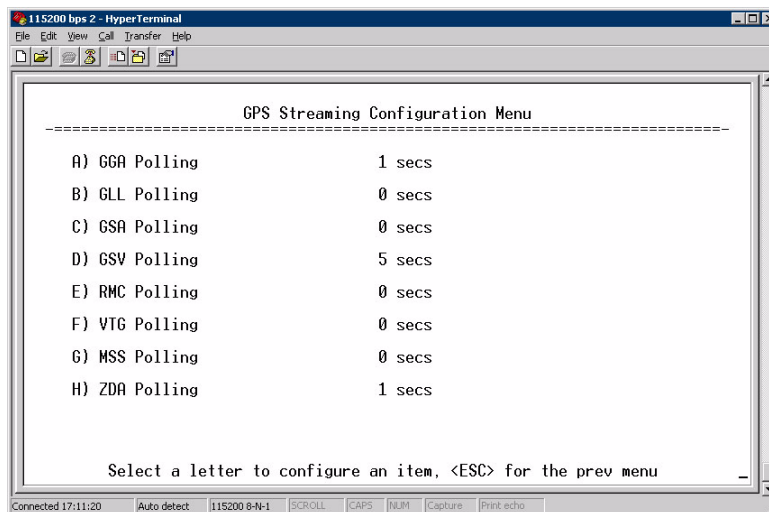 115200 bps 2 - HyperTerminal
File Edit View Call Transfer Help
GPS Streaming Configuration Menu
-==========================================================================-
A) GGA Polling 1 secs
B) GLL Polling 0 secs
C) GSA Polling 0 secs
D) GSV Polling 5 secs
E) RMC Polling 0 secs
F) VTG Polling 0 secs
G) MSS Polling 0 secs
H) ZDA Polling 1 secs
Select a letter to configure an item, <ESC> for the prev menu _
Connected 17:11:20 Auto detect 115200 8-N-1 SCROLL CAPS NUM Capture Print echo